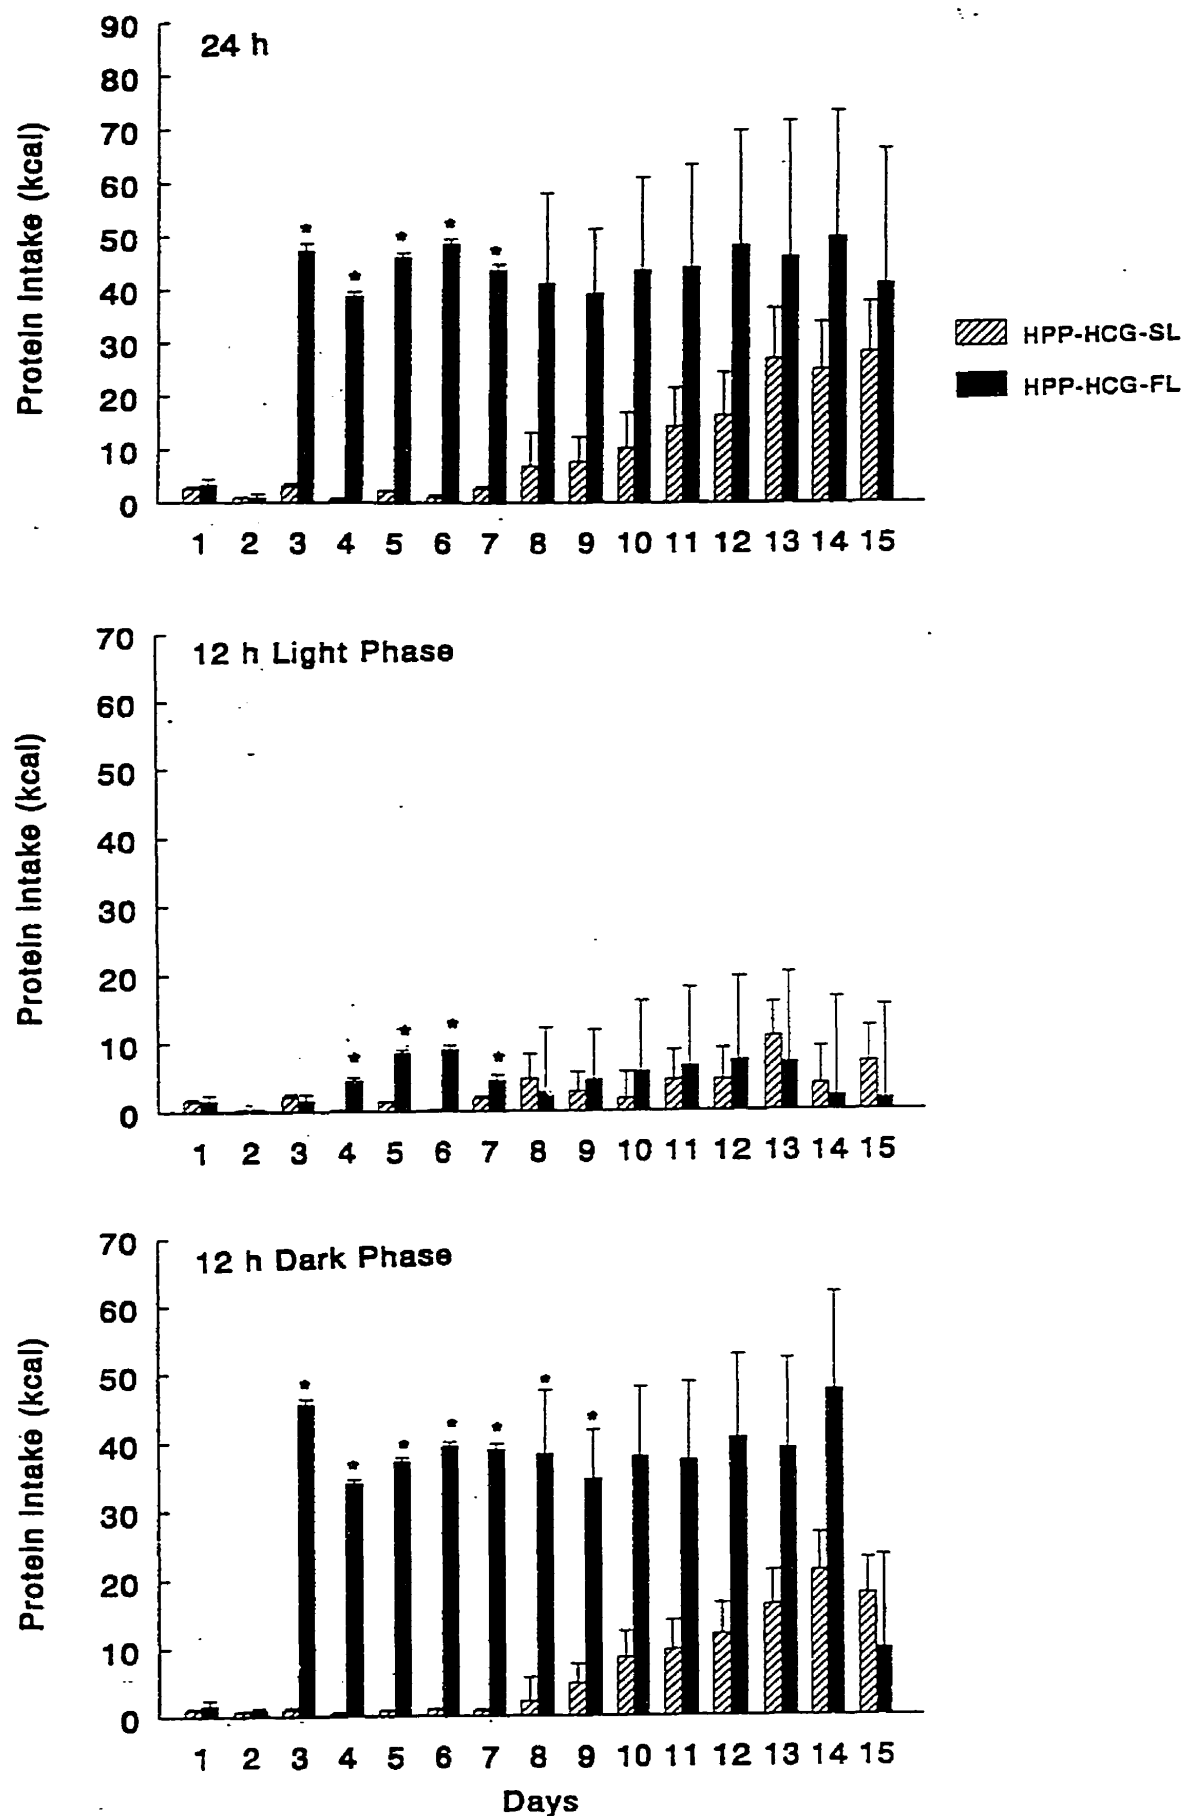 90
24 h
80
70
60
50
40
30
20
10
0
Protein Intake (kcal)
* * * * *
1 2 3 4 5 6 7 8 9 10 11 12 13 14 15
HPP-HCG-SL
HPP-HCG-FL
70
12 h Light Phase
60
50
40
30
20
10
0
Protein Intake (kcal)
* * * *
1 2 3 4 5 6 7 8 9 10 11 12 13 14 15
70
12 h Dark Phase
60
50
40
30
20
10
0
Protein Intake (kcal)
* * * * * * *
1 2 3 4 5 6 7 8 9 10 11 12 13 14 15
Days